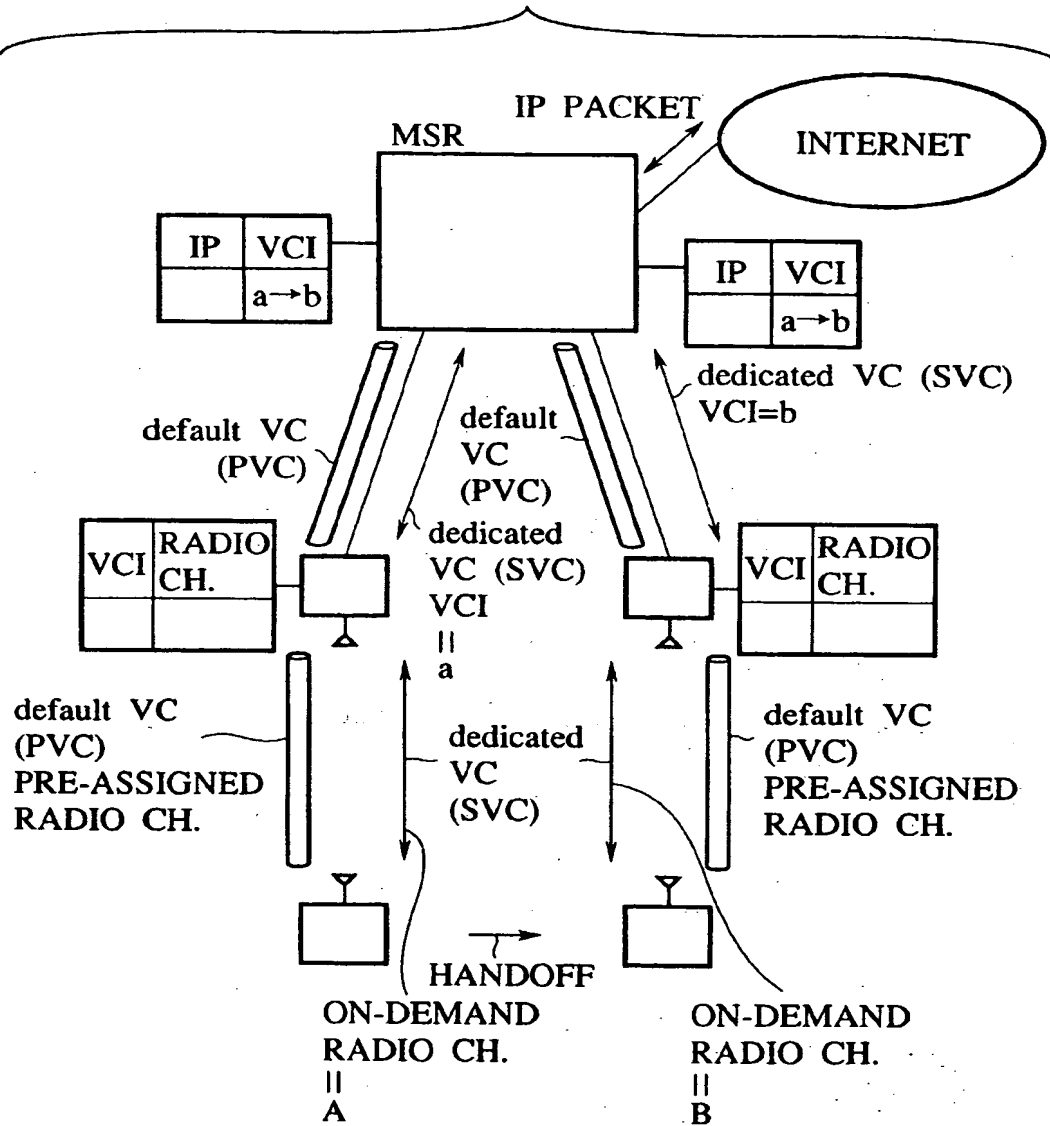 IP PACKET
MSR
INTERNET
IP VCI
a→b
IP VCI
a→b
dedicated VC (SVC)
VCI=b
default VC
(PVC)
default
VC
(PVC)
dedicated
VC (SVC)
VCI
=
a
VCI RADIO
CH.
VCI RADIO
CH.
default VC
(PVC)
PRE-ASSIGNED
RADIO CH.
dedicated
VC
(SVC)
default VC
(PVC)
PRE-ASSIGNED
RADIO CH.
HANDOFF
ON-DEMAND
RADIO CH.
=
A
ON-DEMAND
RADIO CH.
=
B